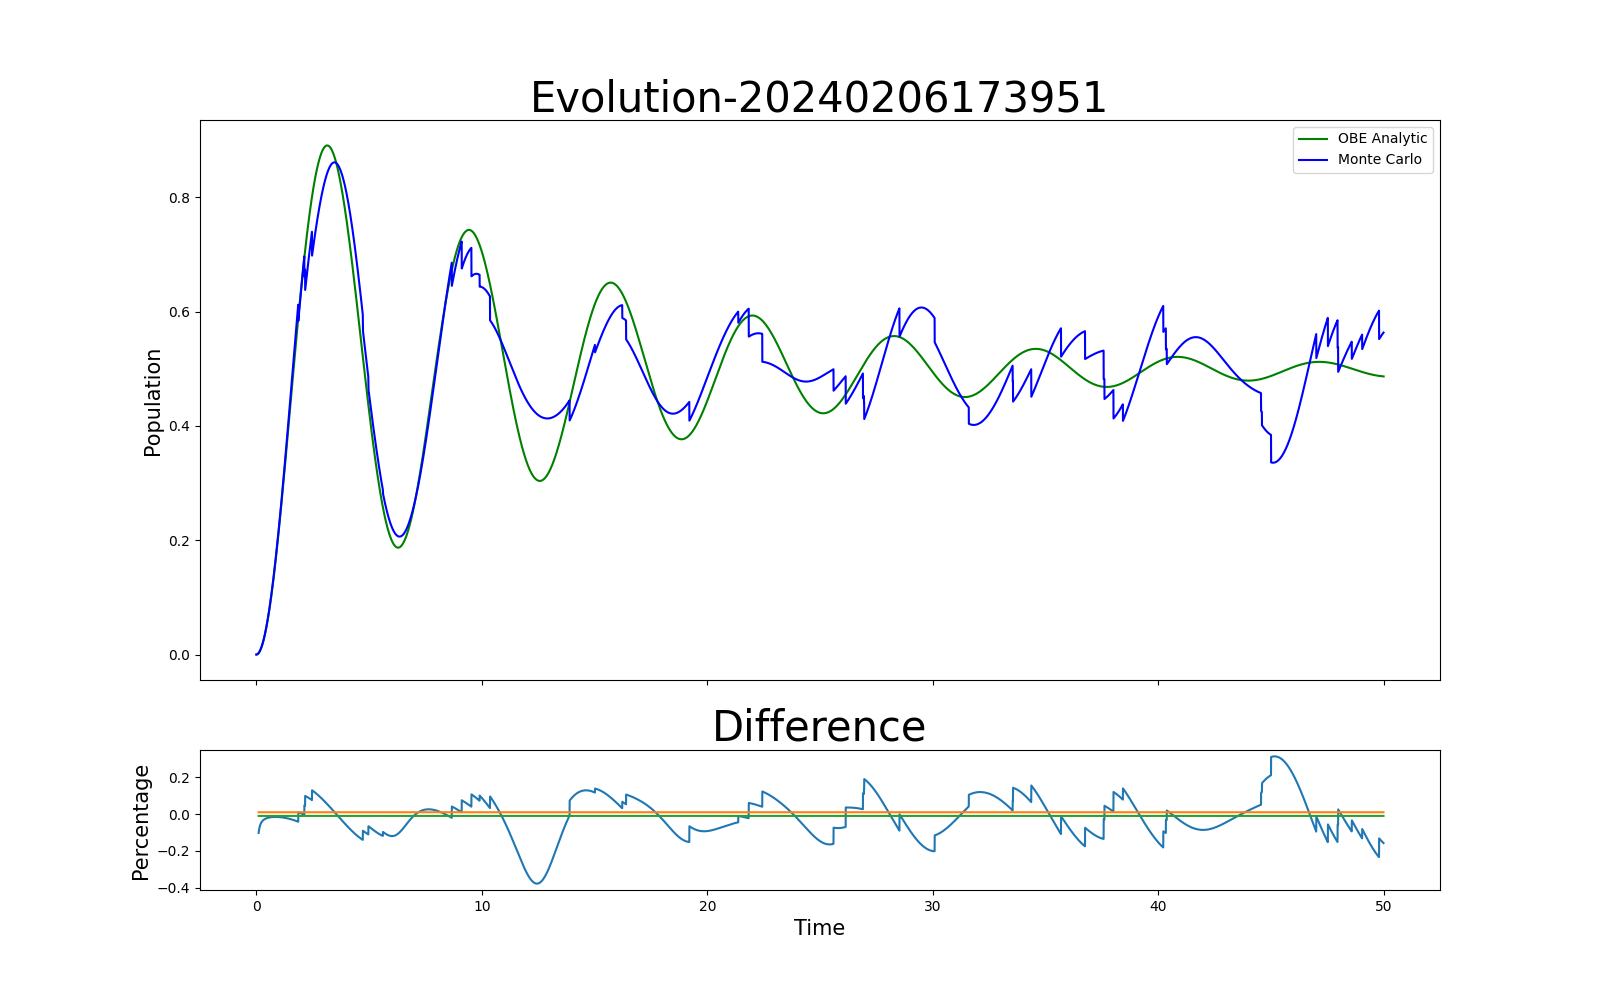 Evolution-20240206173951
OBE Analytic
Monte Carlo
Population
0.8
0.6
0.4
0.2
0.0
Difference
Percentage
0.2
0.0
−0.2
−0.4
0
10
20
30
40
50
Time